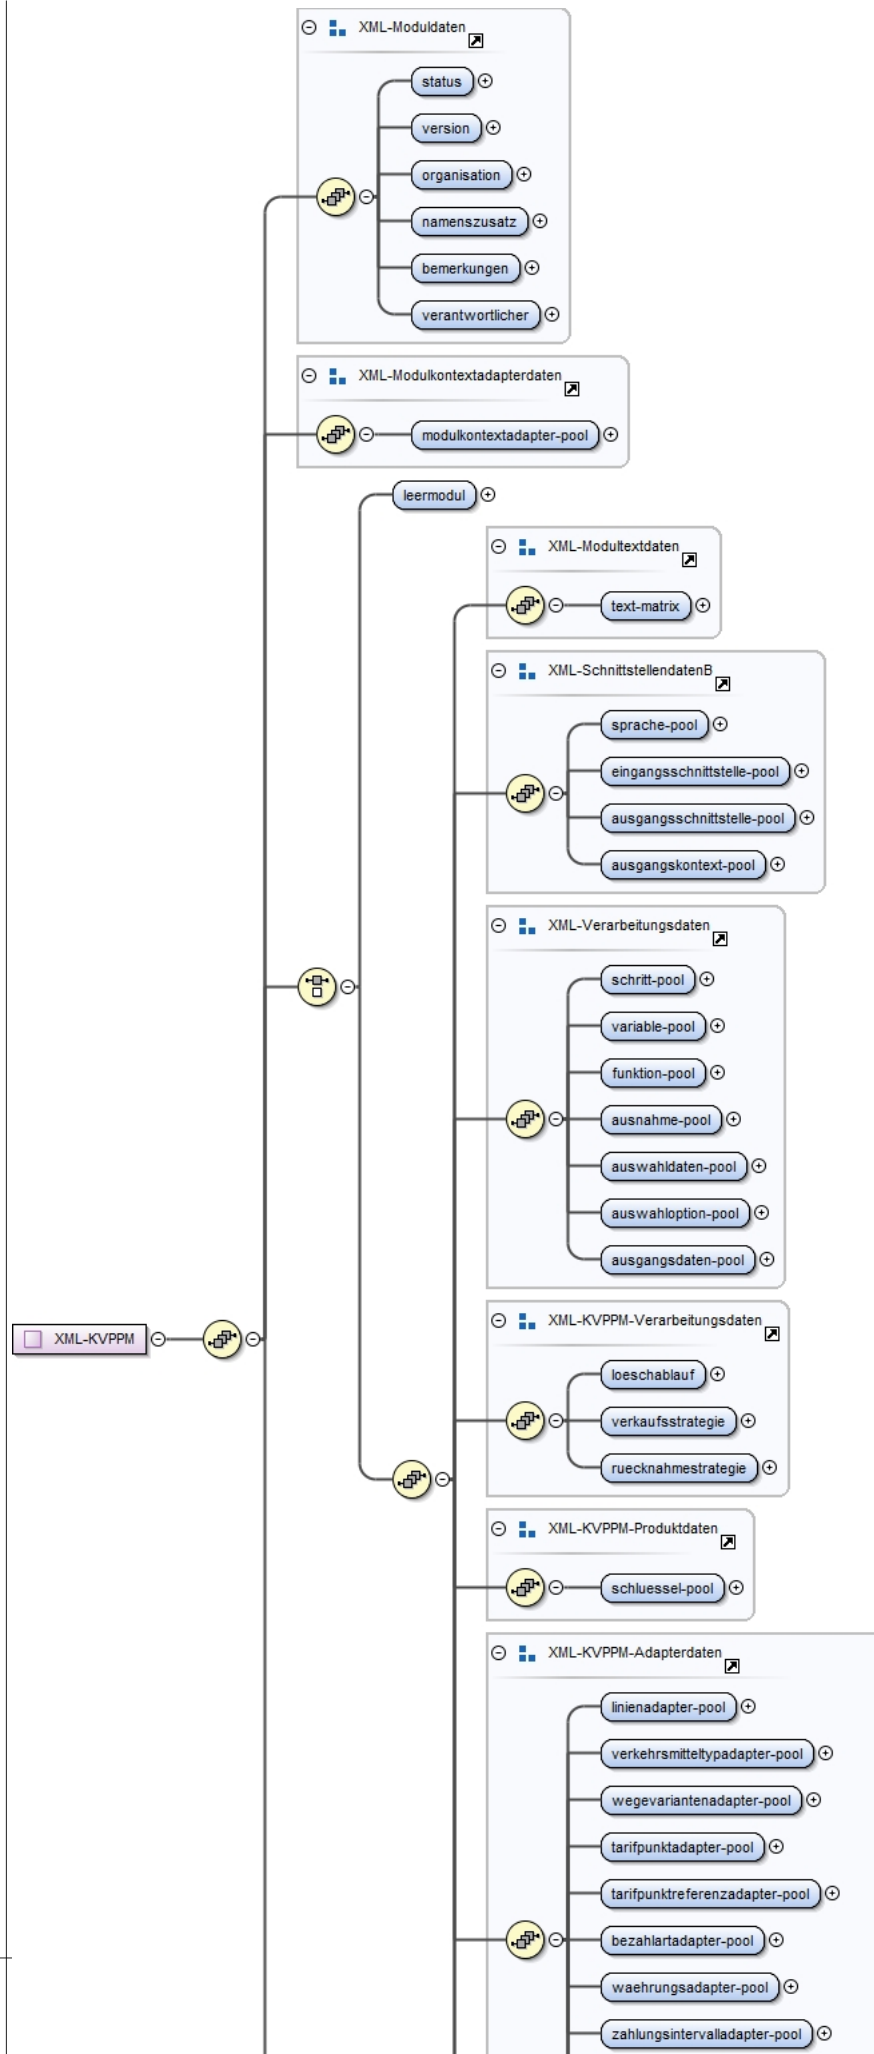 XML-Moduldaten
status
version
organisation
namenszusatz
bemerkungen
verantwortlicher
XML-Modulkontextadapterdaten
modulkontextadapter-pool
leermodul
XML-Modultextdaten
text-matrix
XML-SchnittstellendatenB
sprache-pool
eingangsschnittstelle-pool
ausgangsschnittstelle-pool
ausgangskontext-pool
XML-Verarbeitungsdaten
schritt-pool
variable-pool
funktion-pool
ausnahme-pool
auswahldaten-pool
auswahloption-pool
ausgangsdaten-pool
XML-KVPPM
XML-KVPPM-Verarbeitungsdaten
loeschablauf
verkaufsstrategie
ruecknahmestrategie
XML-KVPPM-Produktdaten
schluessel-pool
XML-KVPPM-Adapterdaten
linienadapter-pool
verkehrsmitteltypadapter-pool
wegevariantenadapter-pool
tarifpunktadapter-pool
tarifpunktreferenzadapter-pool
bezahlartadapter-pool
waehrungsadapter-pool
zahlungsintervalladapter-pool